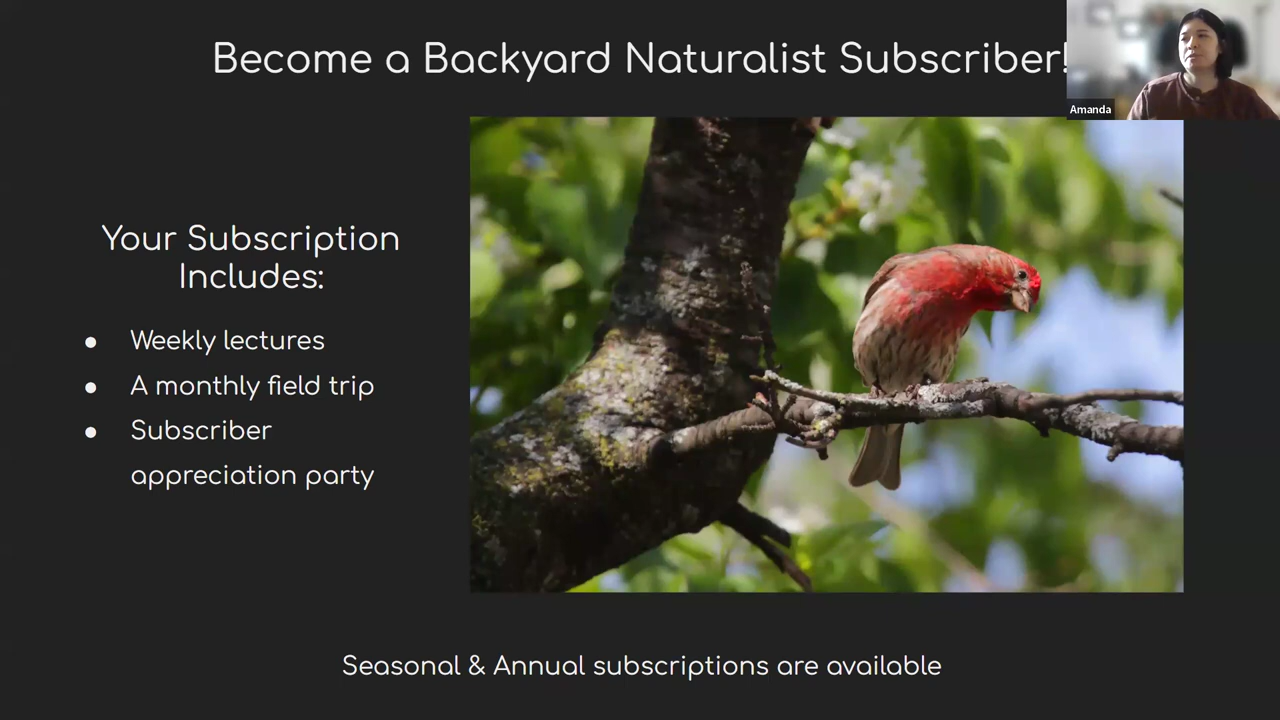 Become a Backyard Naturalist Subscriber!
Amanda
Your Subscription
Includes:
● Weekly lectures
● A monthly field trip
● Subscriber
appreciation party
Seasonal & Annual subscriptions are available